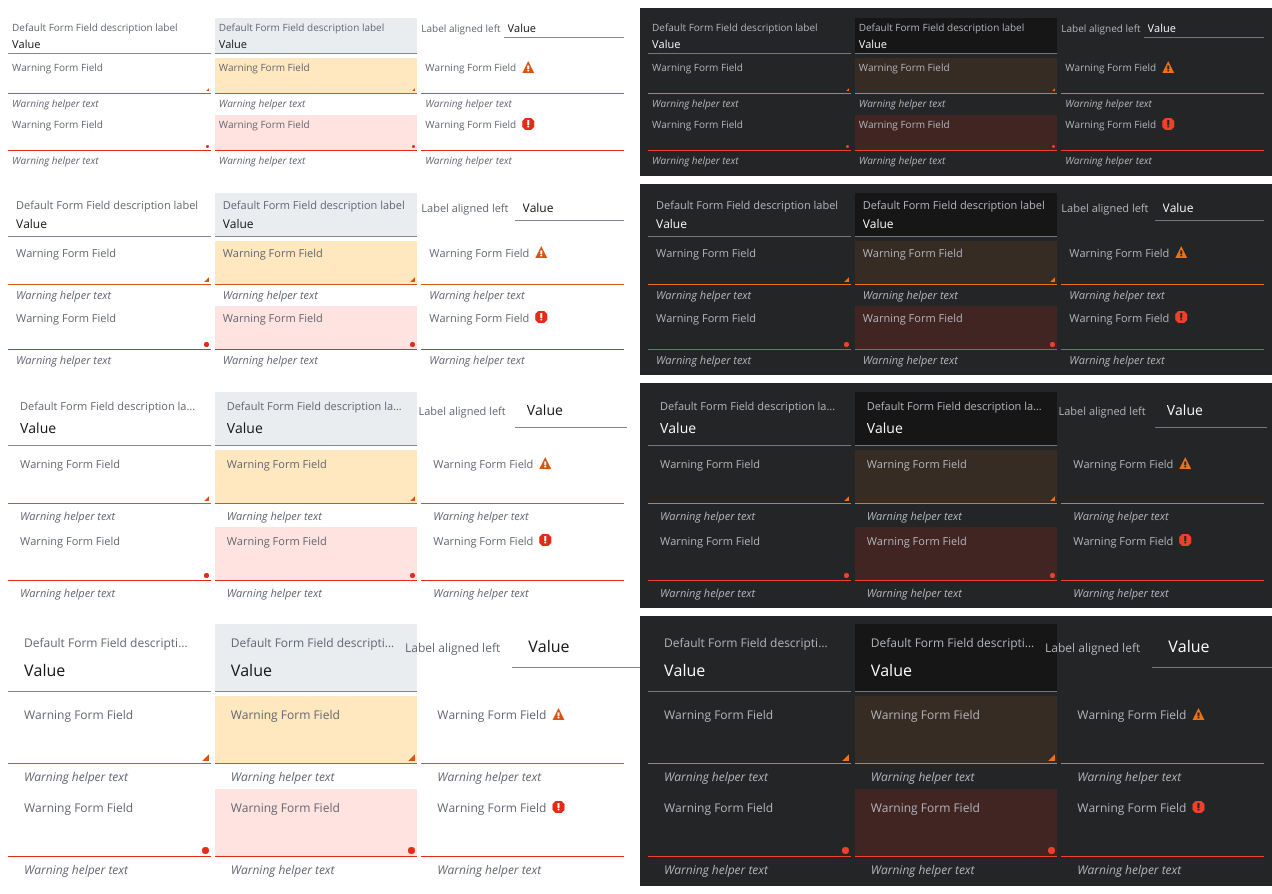 Default Form Field description label Default Form Field description label Label aligned left Value Default Form Field description label Default Form Field description label Label aligned left Value
Value Value Value Value
Warning Form Field Warning Form Field Warning Form Field Warning Form Field Warning Form Field Warning Form Field
Warning helper text Warning helper text Warning helper text Warning helper text Warning helper text Warning helper text
Warning Form Field Warning Form Field Warning Form Field Warning Form Field Warning Form Field Warning Form Field
Warning helper text Warning helper text Warning helper text Warning helper text Warning helper text Warning helper text
Default Form Field description label Default Form Field description label Label aligned left Value Default Form Field description label Default Form Field description label Label aligned left Value
Value Value Value Value
Warning Form Field Warning Form Field Warning Form Field Warning Form Field Warning Form Field Warning Form Field
Warning helper text Warning helper text Warning helper text Warning helper text Warning helper text Warning helper text
Warning Form Field Warning Form Field Warning Form Field Warning Form Field Warning Form Field Warning Form Field
Warning helper text Warning helper text Warning helper text Warning helper text Warning helper text Warning helper text
Default Form Field description la... Default Form Field description la... Label aligned left Value Default Form Field description la... Default Form Field description la... Label aligned left Value
Value Value Value Value
Warning Form Field Warning Form Field Warning Form Field Warning Form Field Warning Form Field Warning Form Field
Warning helper text Warning helper text Warning helper text Warning helper text Warning helper text Warning helper text
Warning Form Field Warning Form Field Warning Form Field Warning Form Field Warning Form Field Warning Form Field
Warning helper text Warning helper text Warning helper text Warning helper text Warning helper text Warning helper text
Default Form Field descripti... Default Form Field descripti... Label aligned left Value Default Form Field descripti... Default Form Field descripti... Label aligned left Value
Value Value Value Value
Warning Form Field Warning Form Field Warning Form Field Warning Form Field Warning Form Field Warning Form Field
Warning helper text Warning helper text Warning helper text Warning helper text Warning helper text Warning helper text
Warning Form Field Warning Form Field Warning Form Field Warning Form Field Warning Form Field Warning Form Field
Warning helper text Warning helper text Warning helper text Warning helper text Warning helper text Warning helper text